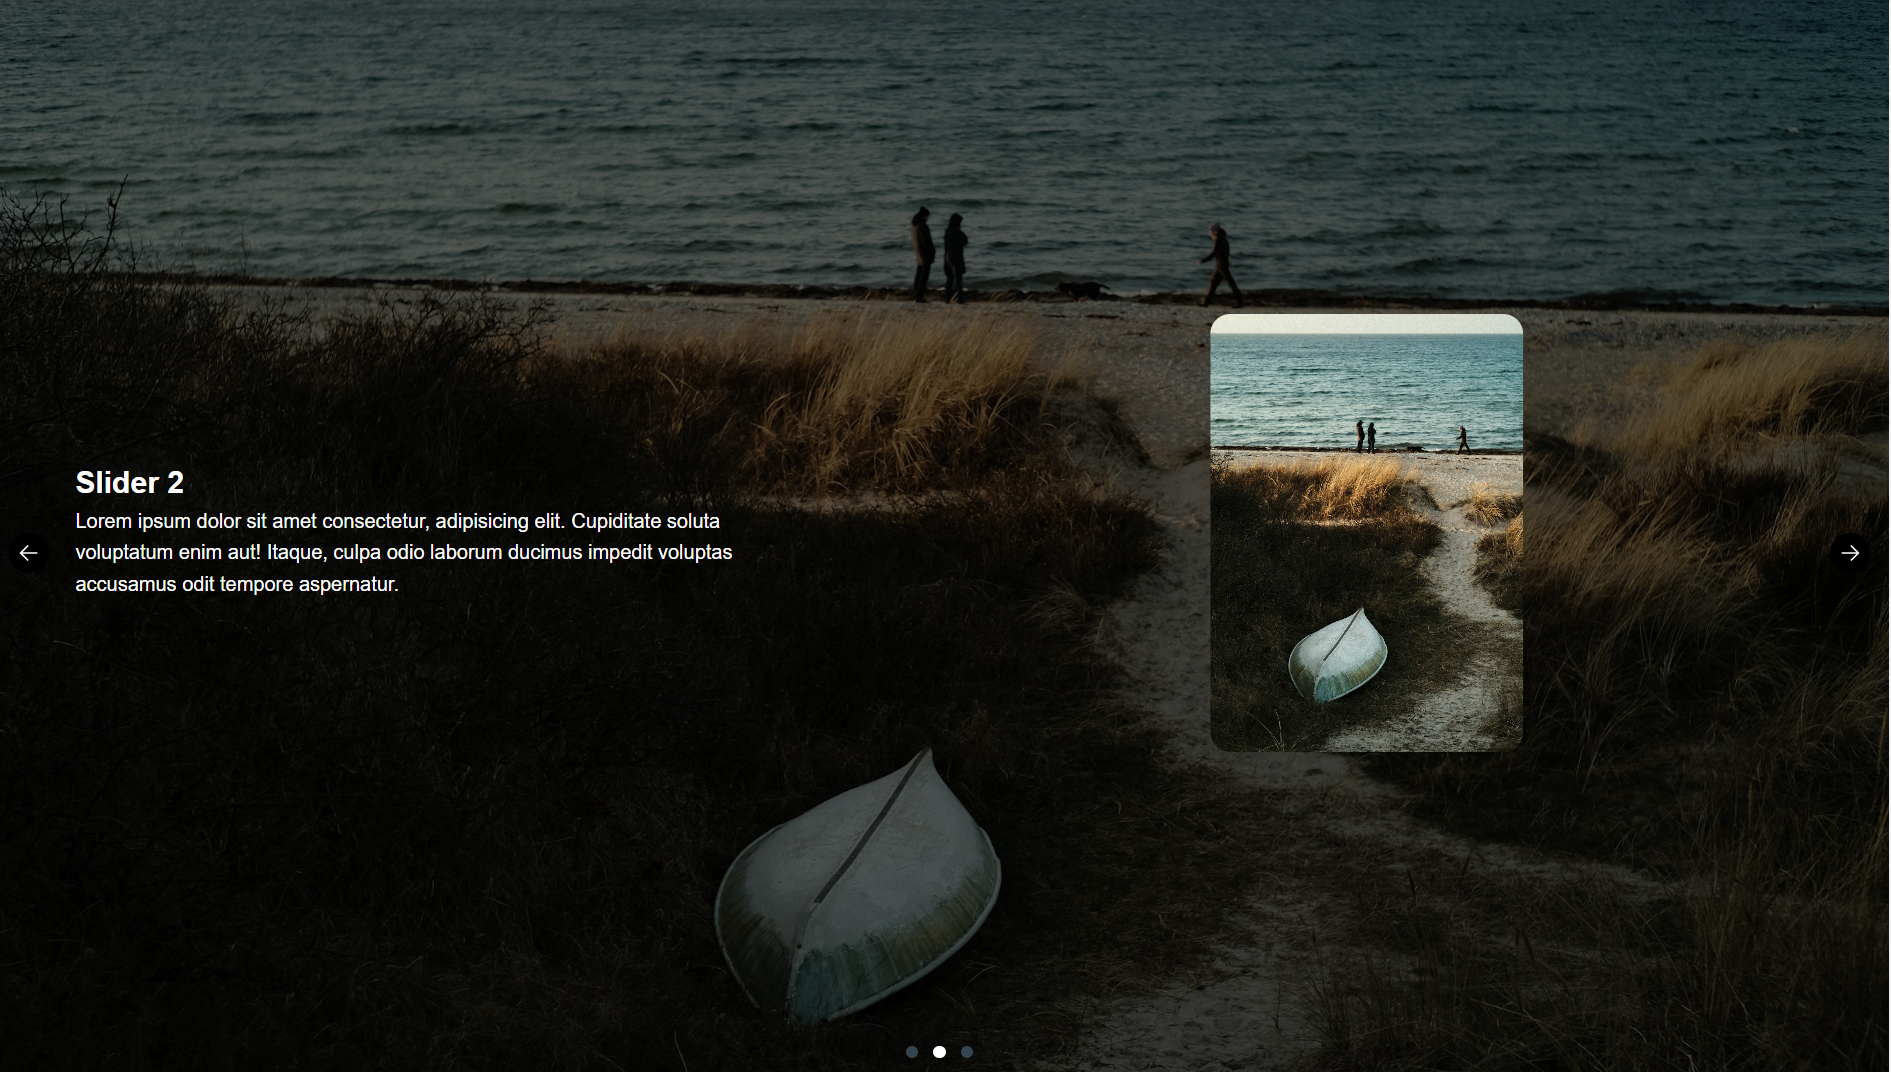 Slider 2
Lorem ipsum dolor sit amet consectetur, adipisicing elit. Cupiditate soluta
voluptatum enim aut! Itaque, culpa odio laborum ducimus impedit voluptas
accusamus odit tempore aspernatur.